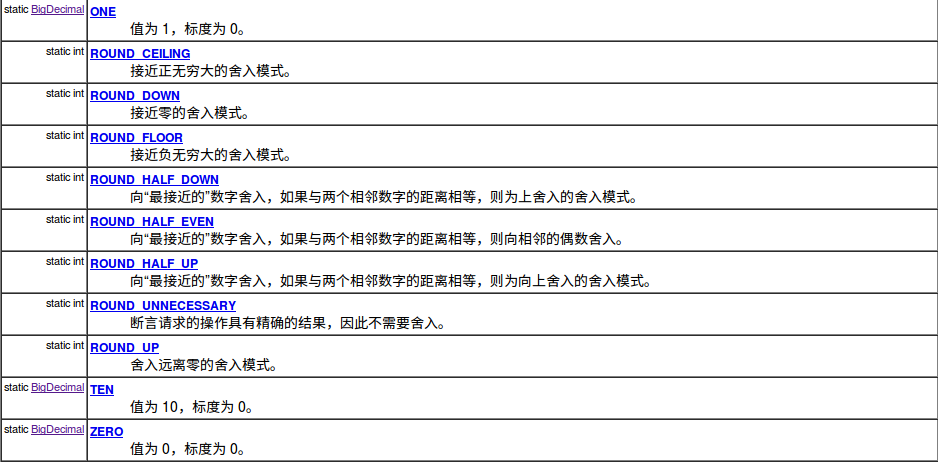 static BigDecimal ONE
值为 1，标度为 0。
static int ROUND_CEILING
接近正无穷大的舍入模式。
static int ROUND_DOWN
接近零的舍入模式。
static int ROUND_FLOOR
接近负无穷大的舍入模式。
static int ROUND_HALF_DOWN
向“最接近的”数字舍入，如果与两个相邻数字的距离相等，则为上舍入的舍入模式。
static int ROUND_HALF_EVEN
向“最接近的”数字舍入，如果与两个相邻数字的距离相等，则向相邻的偶数舍入。
static int ROUND_HALF_UP
向“最接近的”数字舍入，如果与两个相邻数字的距离相等，则为向上舍入的舍入模式。
static int ROUND_UNNECESSARY
断言请求的操作具有精确的结果，因此不需要舍入。
static int ROUND_UP
舍入远离零的舍入模式。
static BigDecimal TEN
值为 10，标度为 0。
static BigDecimal ZERO
值为 0，标度为 0。